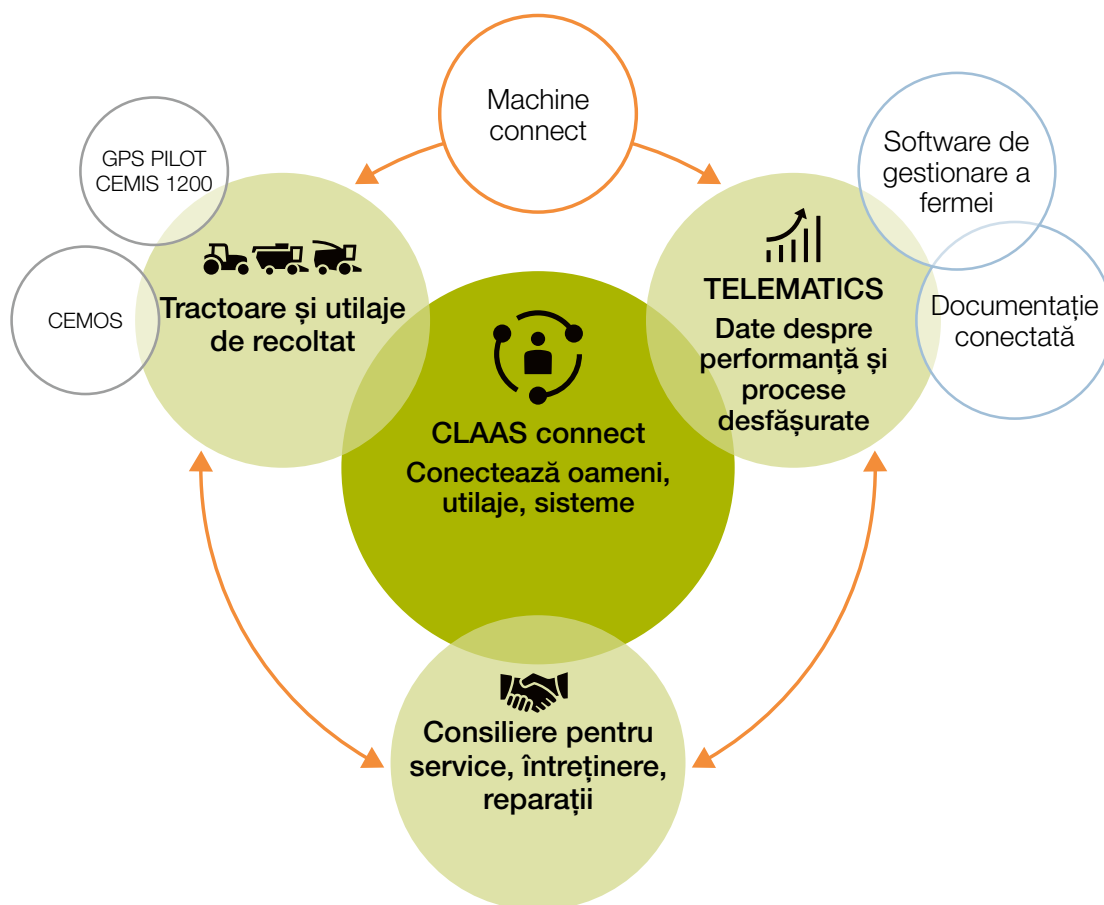 Machine
connect
GPS PILOT
CEMIS 1200
CEMOS
Tractoare și utilaje
de recoltat
Software de
gestionare a
fermei
TELEMATICS
Date despre
performanță și
procese
desfășurate
Documentație
conectată
CLAAS connect
Conectează oameni,
utilaje, sisteme
Consiliere pentru
service, întreținere,
reparații